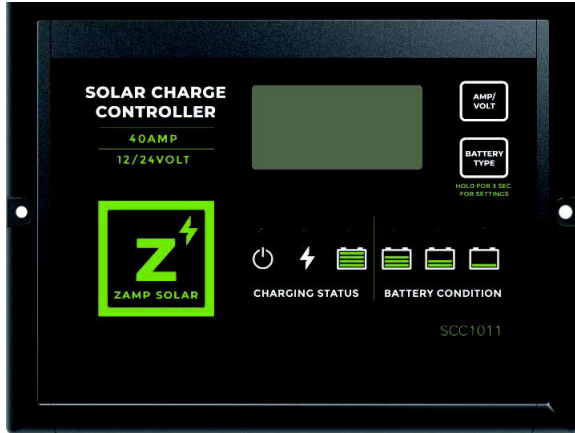 SOLAR CHARGE
CONTROLLER
40AMP
12/24VOLT
AMP/
VOLT
BATTERY
TYPE
HOLD FOR 3 SEC
FOR SETTINGS
Z
ZAMP SOLAR
CHARGING STATUS
BATTERY CONDITION
SCC1011